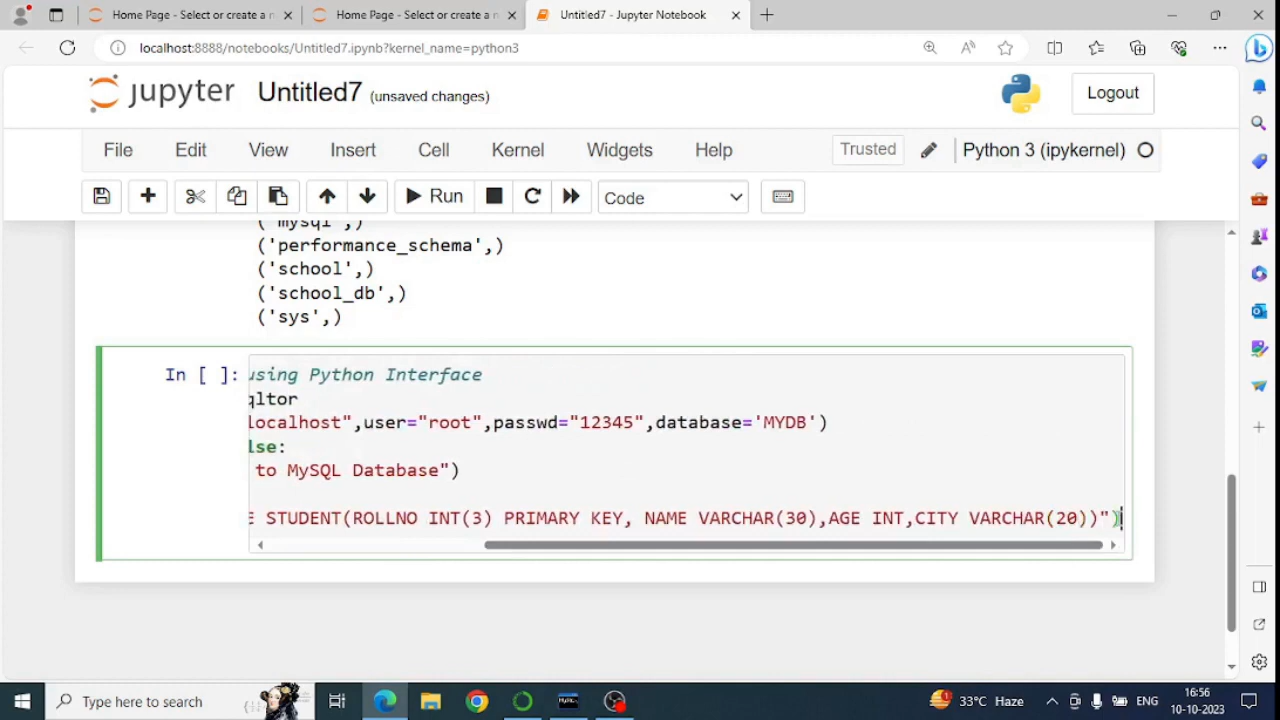 Home Page - Select or create a n
Home Page - Select or create a n
Untitled7 - Jupyter Notebook
localhost:8888/notebooks/Untitled7.ipynb?kernel_name=python3
jupyter Untitled7 (unsaved changes)
Logout
File Edit View Insert Cell Kernel Widgets Help Trusted Python 3 (ipykernel)
Run Code
('mysql',)
('performance_schema',)
('school',)
('school_db',)
('sys',)
In [ ]: using Python Interface
qltor
localhost",user="root",passwd="12345",database='MYDB')
lse:
to MySQL Database")
E STUDENT(ROLLNO INT(3) PRIMARY KEY, NAME VARCHAR(30),AGE INT,CITY VARCHAR(20))")
Type here to search
33°C Haze
ENG
16:56
10-10-2023